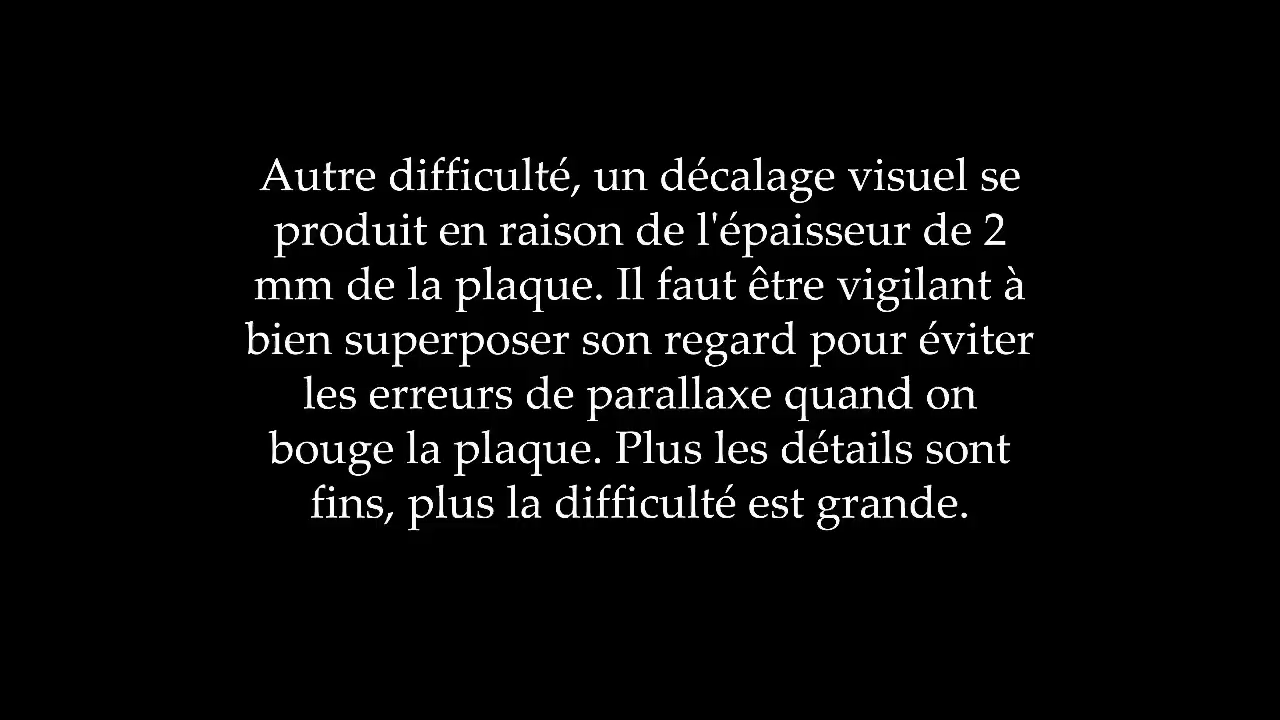 Autre difficulté, un décalage visuel se
produit en raison de l'épaisseur de 2
mm de la plaque. Il faut être vigilant à
bien superposer son regard pour éviter
les erreurs de parallaxe quand on
bouge la plaque. Plus les détails sont
fins, plus la difficulté est grande.